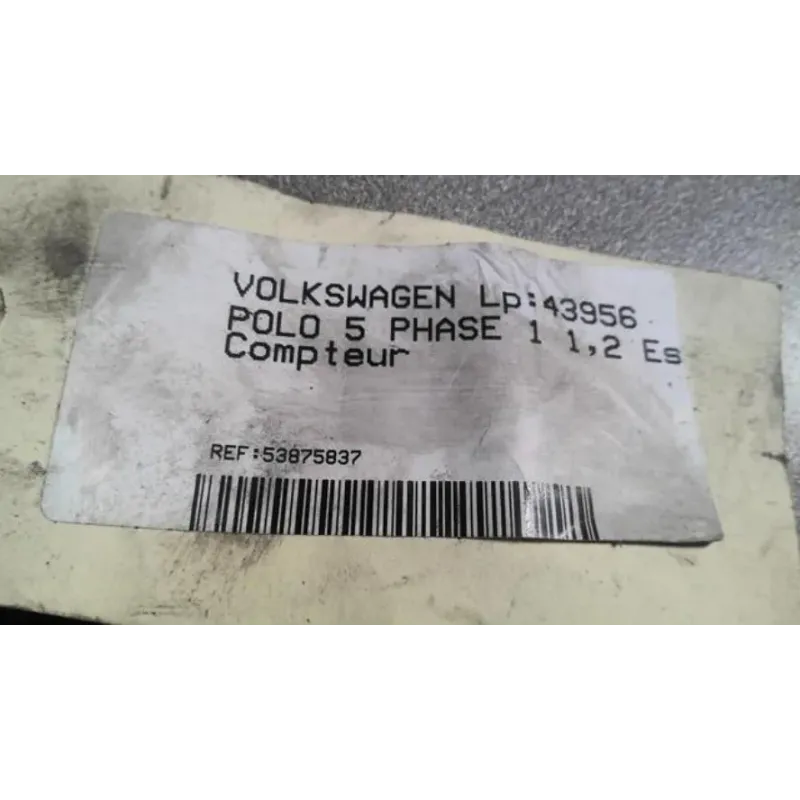 VOLKSWAGEN Lp:43956
POLO 5 PHASE 1 1,2 Es
Compteur
REF:53875837